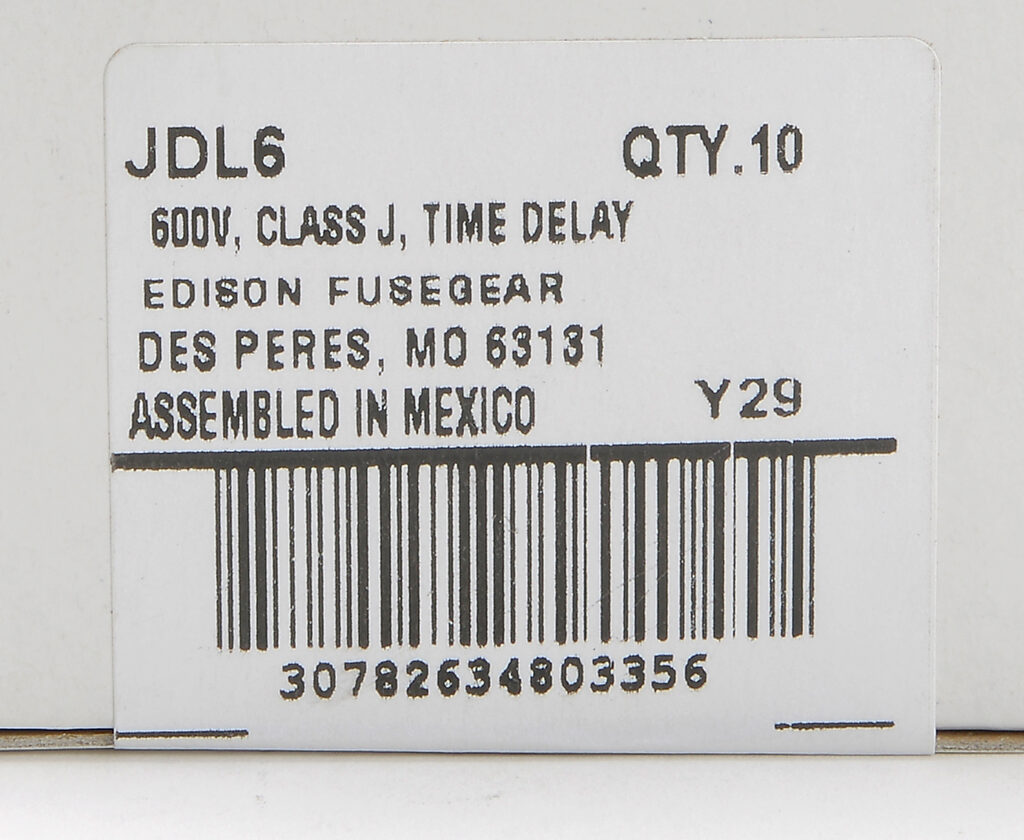 JDL6 QTY.10
600V, CLASS J, TIME DELAY
EDISON FUSEGEAR
DES PERES, MO 63131
ASSEMBLED IN MEXICO Y29
30782634803356